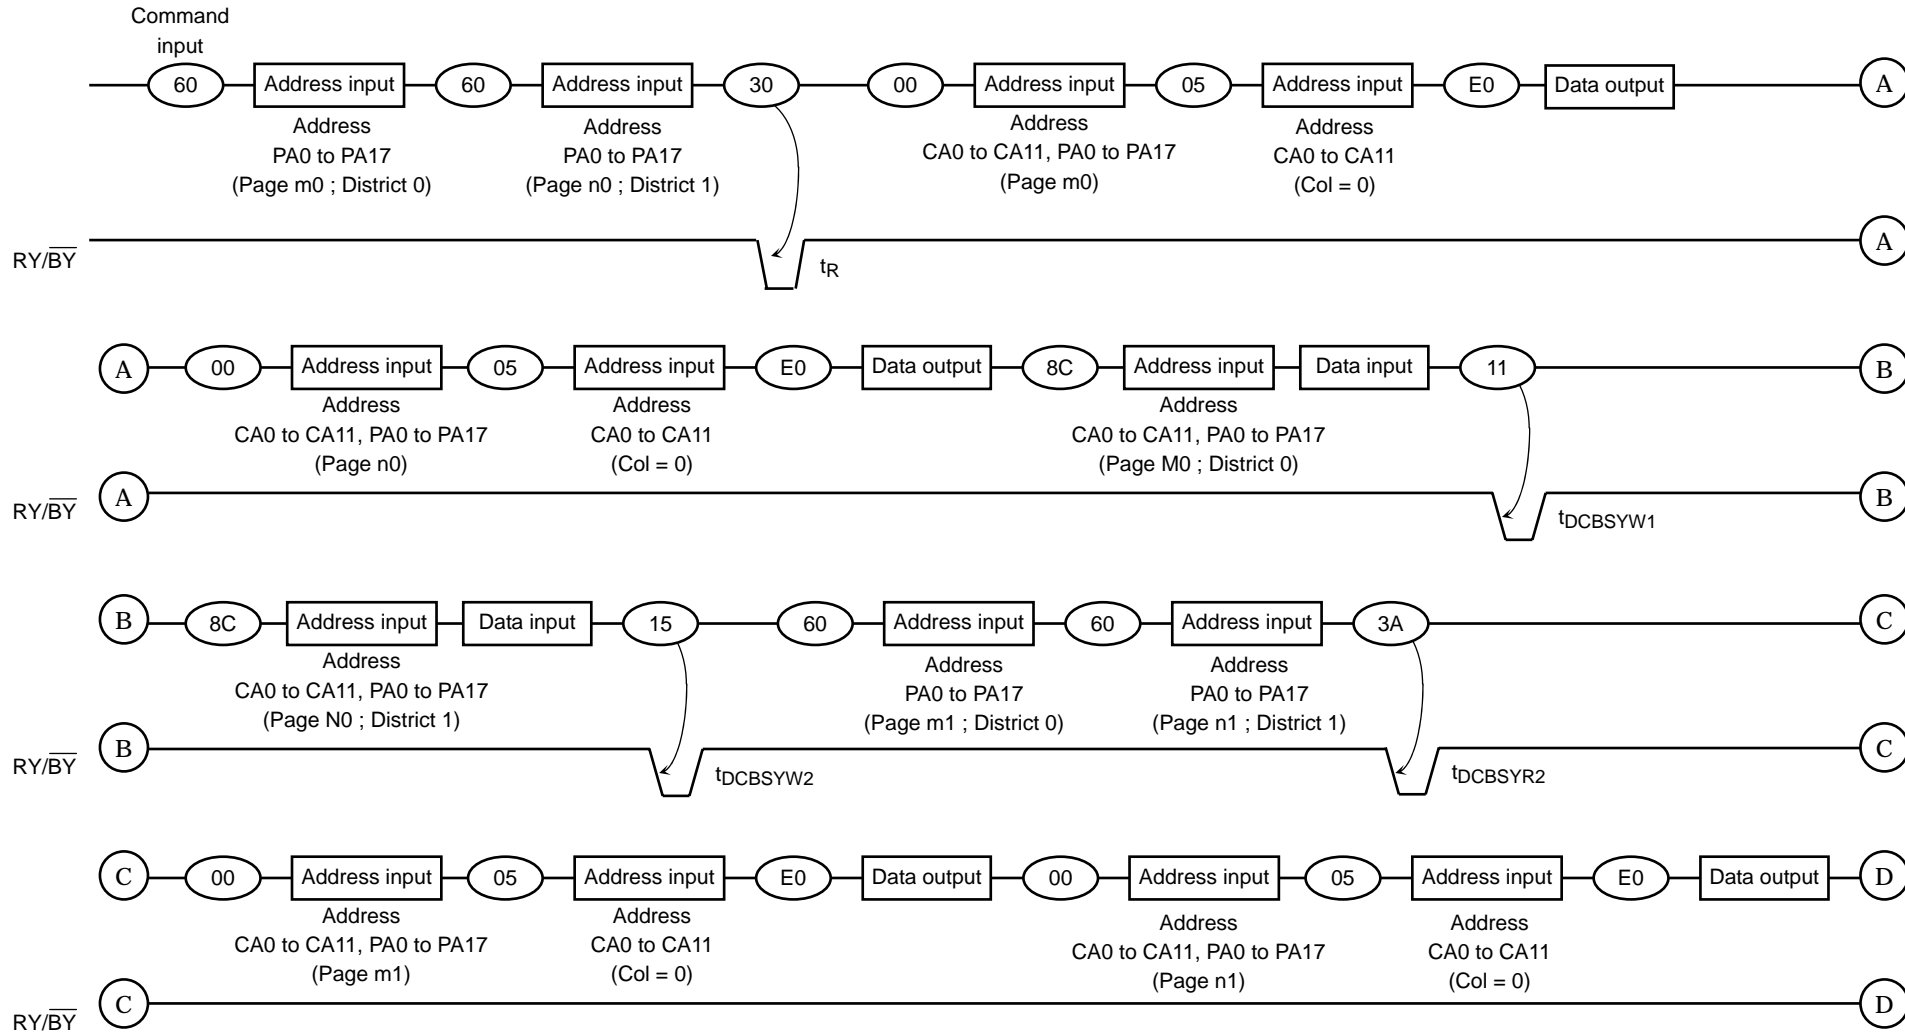 Command
input
60 Address input 60 Address input 30 00 Address input 05 Address input E0 Data output A
Address
PA0 to PA17
(Page m0 ; District 0)
Address
PA0 to PA17
(Page n0 ; District 1)
Address
CA0 to CA11, PA0 to PA17
(Page m0)
Address
CA0 to CA11
(Col = 0)
RY/BY tR A
A 00 Address input 05 Address input E0 Data output 8C Address input Data input 11 B
Address
CA0 to CA11, PA0 to PA17
(Page n0)
Address
CA0 to CA11
(Col = 0)
Address
CA0 to CA11, PA0 to PA17
(Page M0 ; District 0)
RY/BY A tDCBSYW1 B
B 8C Address input Data input 15 60 Address input 60 Address input 3A C
Address
CA0 to CA11, PA0 to PA17
(Page N0 ; District 1)
Address
PA0 to PA17
(Page m1 ; District 0)
Address
PA0 to PA17
(Page n1 ; District 1)
RY/BY B tDCBSYW2 tDCBSYR2 C
C 00 Address input 05 Address input E0 Data output 00 Address input 05 Address input E0 Data output D
Address
CA0 to CA11, PA0 to PA17
(Page m1)
Address
CA0 to CA11
(Col = 0)
Address
CA0 to CA11, PA0 to PA17
(Page n1)
Address
CA0 to CA11
(Col = 0)
RY/BY C D